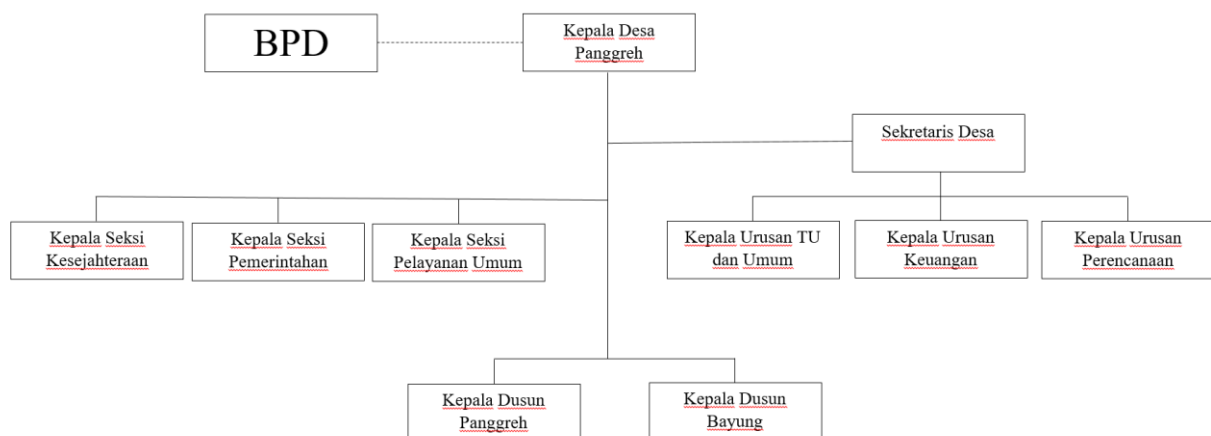 BPD
Kepala Desa
Panggreh
Sekretaris Desa
Kepala Seksi
Kesejahteraan
Kepala Seksi
Pemerintahan
Kepala Seksi
Pelayanan Umum
Kepala Urusan TU
dan Umum
Kepala Urusan
Keuangan
Kepala Urusan
Perencanaan
Kepala Dusun
Panggreh
Kepala Dusun
Bayung